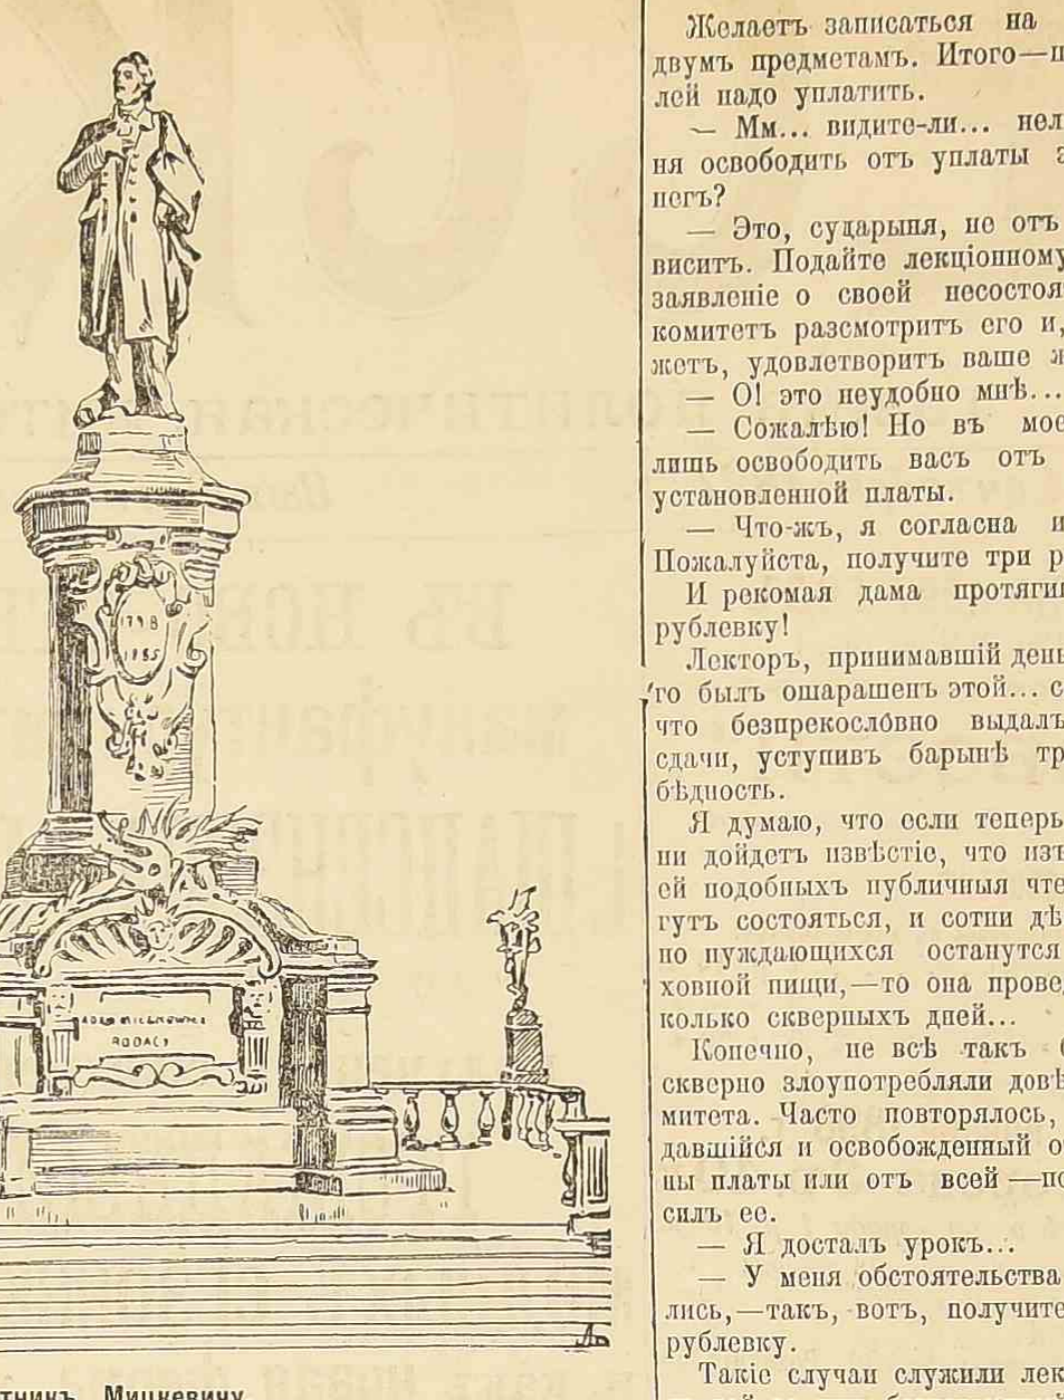 1798
1855
RODACY
тникъ Мицкевичу
Желаетъ записаться на
двумъ предметамъ. Итого—ш
лей надо уплатить.
— Мм... видите-ли... нел
ня освободить отъ уплаты э
негъ?
— Это, сударыня, не отъ
виситъ. Подайте лекціонному
заявленіе о своей несостоя
комитетъ разсмотритъ его и,
жетъ, удовлетворитъ ваше ж
— О! это неудобно мнѣ...
— Сожалѣю! Но въ мое
лишь освободить васъ отъ
установленной платы.
— Что-жъ, я согласна и
Пожалуйста, получите три р
И рекомая дама протягив
рублевку!
Лекторъ, принимавшій день
го былъ ошарашенъ этой... с
что безпрекословно выдалъ
сдачи, уступивъ барынѣ тр
бѣдность.
Я думаю, что если теперь
ни дойдетъ извѣстіе, что изъ
ей подобныхъ публичныя чте
гутъ состояться, и сотни дѣ
но нуждающихся останутся
ховной пищи,—то она прове
колько скверныхъ дней...
Конечно, не всѣ такъ б
скверно злоупотребляли довѣ
митета. Часто повторялось,
давшійся и освобожденный о
ны платы или отъ всей—по
силъ ее.
— Я досталъ урокъ...
— У меня обстоятельства
лись,—такъ, вотъ, получите
рублевку.
Такіе случаи служили лек